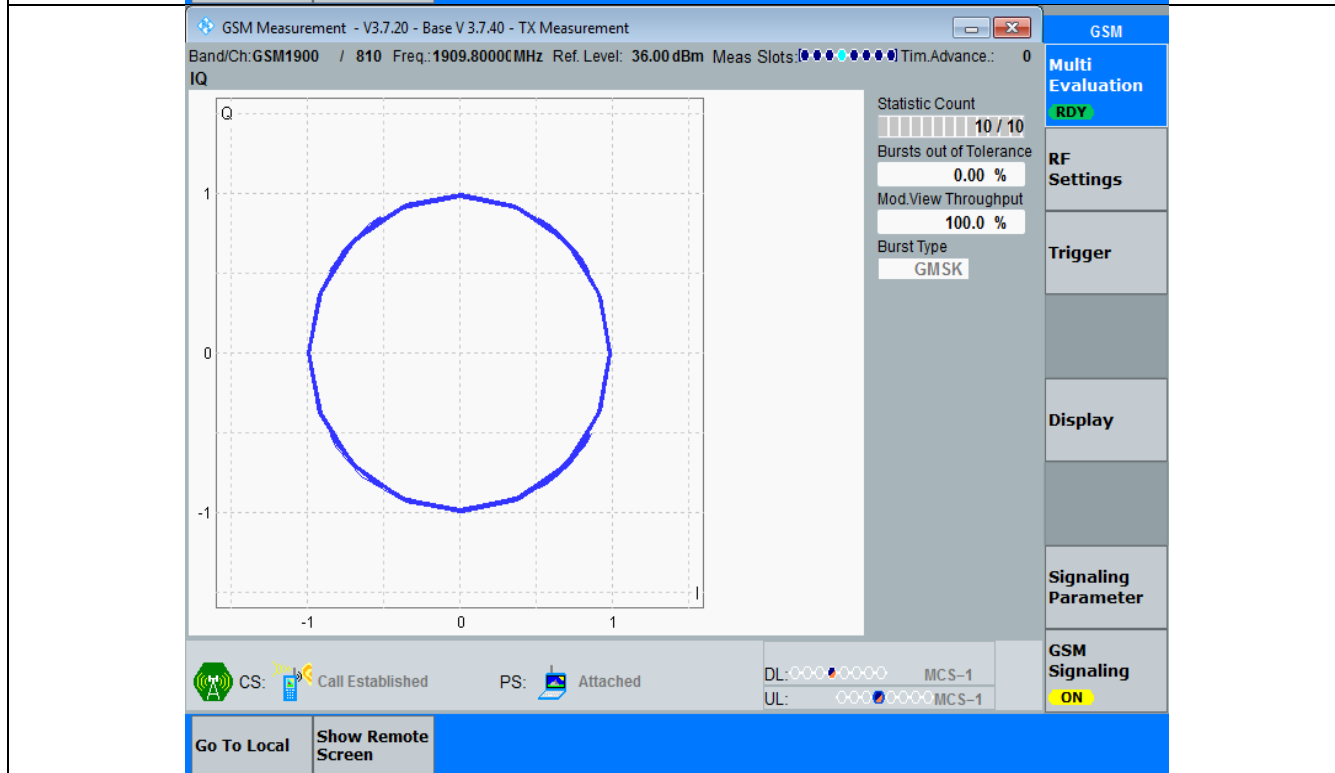 GSM Measurement - V3.7.20 - Base V 3.7.40 - TX Measurement
GSM
Band/Ch:GSM1900 / 810 Freq.:1909.80000 MHz Ref. Level: 36.00 dBm Meas Slots: Tim.Advance.: 0
IQ
Multi
Evaluation
RDY
Q
Statistic Count
10 / 10
Bursts out of Tolerance
0.00 %
RF
Settings
Mod.View Throughput
100.0 %
1
Burst Type
GMSK
Trigger
0
Display
-1
I
-1 0 1
Signaling
Parameter
GSM
Signaling
ON
CS: Call Established PS: Attached
DL: MCS-1
UL: MCS-1
Go To Local
Show Remote
Screen